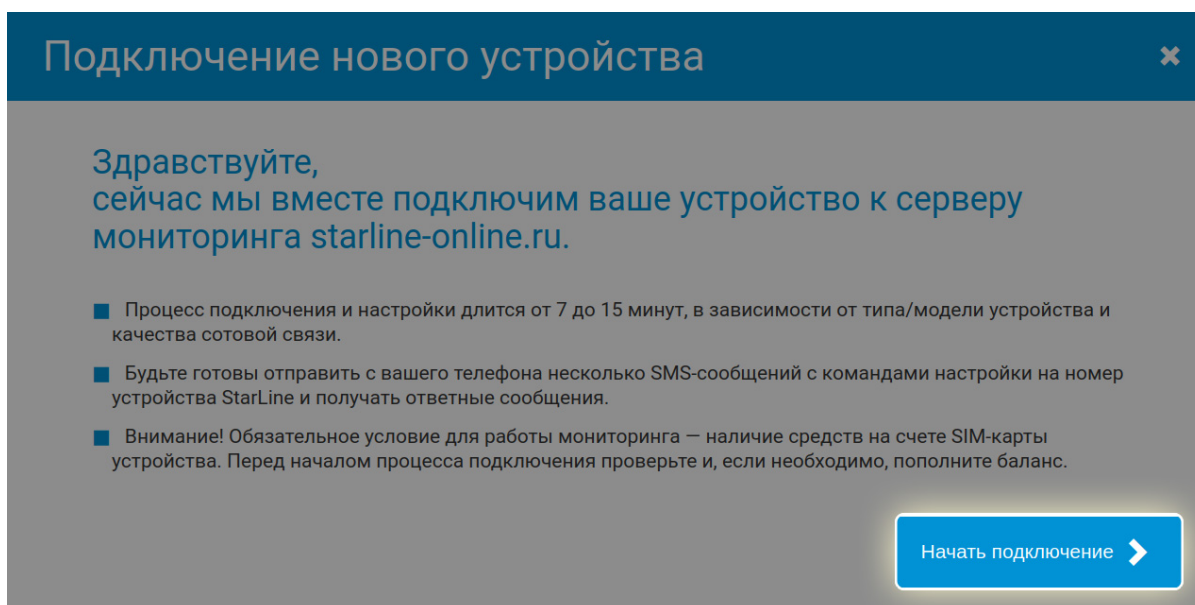 Подключение нового устройства
Здравствуйте,
сейчас мы вместе подключим ваше устройство к серверу
мониторинга starline-online.ru.
Процесс подключения и настройки длится от 7 до 15 минут, в зависимости от типа/модели устройства и
качества сотовой связи.
Будьте готовы отправить с вашего телефона несколько SMS-сообщений с командами настройки на номер
устройства StarLine и получать ответные сообщения.
Внимание! Обязательное условие для работы мониторинга — наличие средств на счете SIM-карты
устройства. Перед началом процесса подключения проверьте и, если необходимо, пополните баланс.
Начать подключение